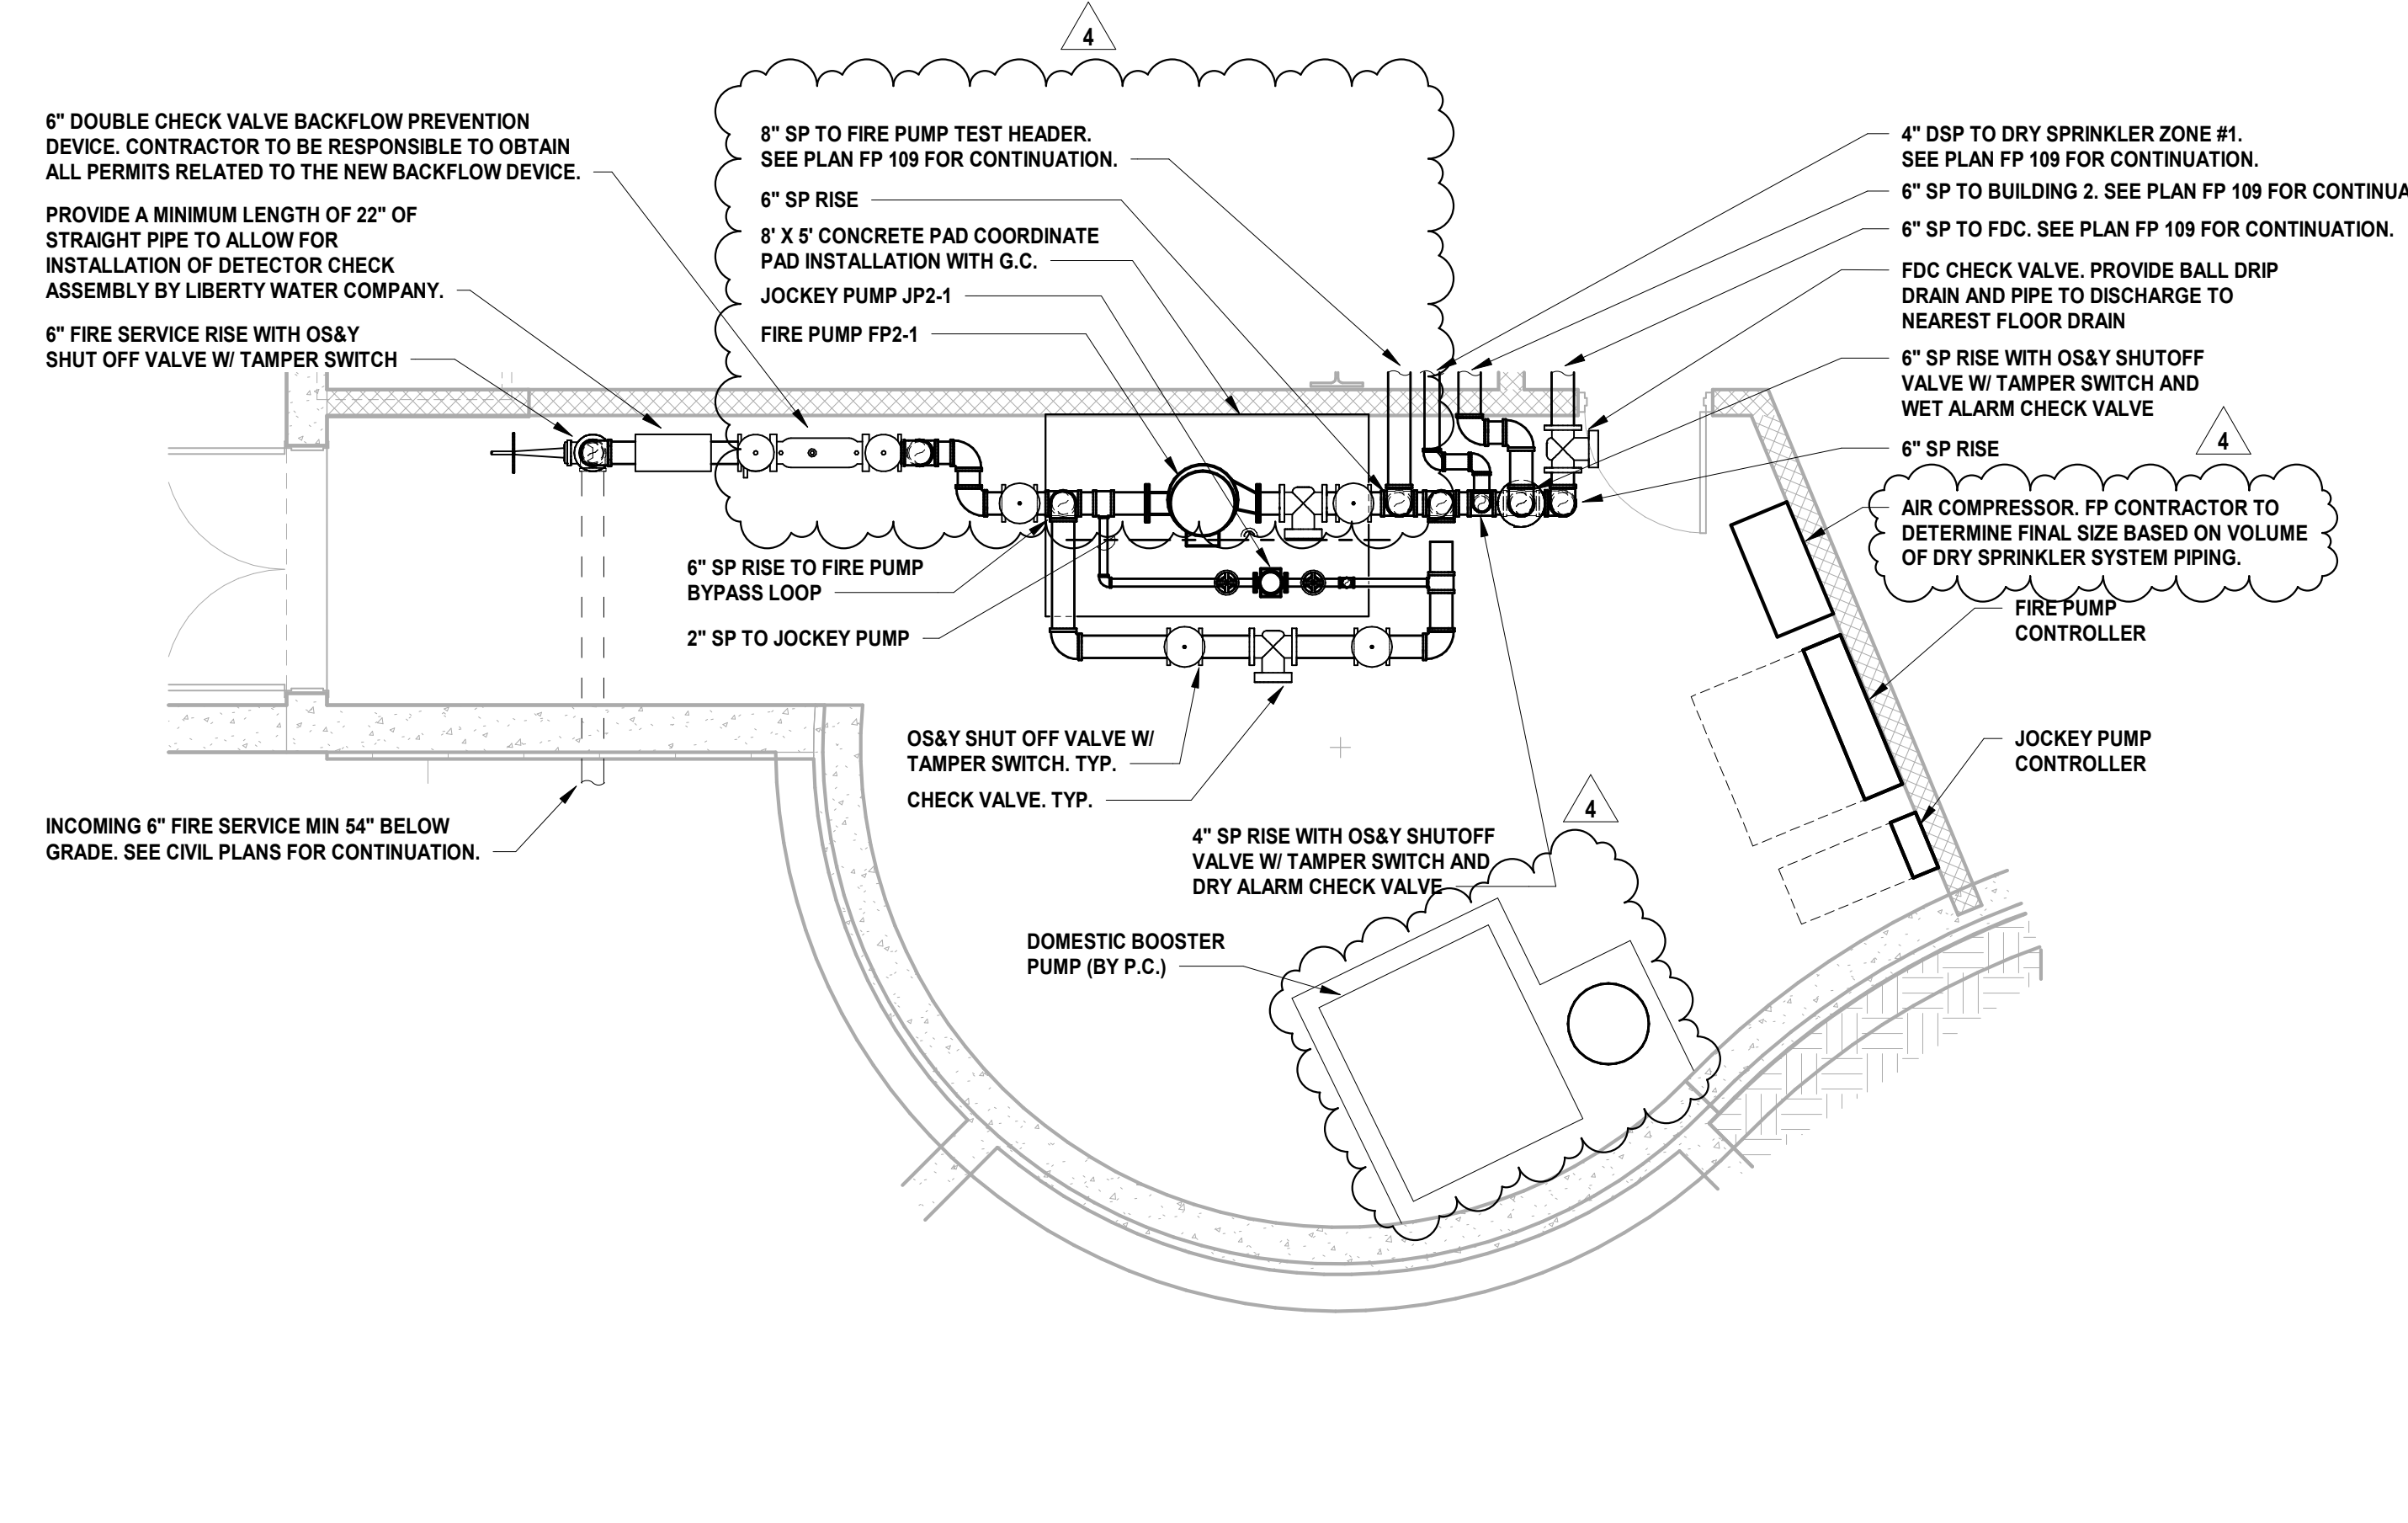 4
6" DOUBLE CHECK VALVE BACKFLOW PREVENTION
DEVICE. CONTRACTOR TO BE RESPONSIBLE TO OBTAIN
ALL PERMITS RELATED TO THE NEW BACKFLOW DEVICE.
PROVIDE A MINIMUM LENGTH OF 22" OF
STRAIGHT PIPE TO ALLOW FOR
INSTALLATION OF DETECTOR CHECK
ASSEMBLY BY LIBERTY WATER COMPANY.
6" FIRE SERVICE RISE WITH OS&Y
SHUT OFF VALVE W/ TAMPER SWITCH
8" SP TO FIRE PUMP TEST HEADER.
SEE PLAN FP 109 FOR CONTINUATION.
6" SP RISE
8' X 5' CONCRETE PAD COORDINATE
PAD INSTALLATION WITH G.C.
JOCKEY PUMP JP2-1
FIRE PUMP FP2-1
4" DSP TO DRY SPRINKLER ZONE #1.
SEE PLAN FP 109 FOR CONTINUATION.
6" SP TO BUILDING 2. SEE PLAN FP 109 FOR CONTINUA
6" SP TO FDC. SEE PLAN FP 109 FOR CONTINUATION.
FDC CHECK VALVE. PROVIDE BALL DRIP
DRAIN AND PIPE TO DISCHARGE TO
NEAREST FLOOR DRAIN
6" SP RISE WITH OS&Y SHUTOFF
VALVE W/ TAMPER SWITCH AND
WET ALARM CHECK VALVE
6" SP RISE
4
AIR COMPRESSOR. FP CONTRACTOR TO
DETERMINE FINAL SIZE BASED ON VOLUME
OF DRY SPRINKLER SYSTEM PIPING.
FIRE PUMP
CONTROLLER
JOCKEY PUMP
CONTROLLER
6" SP RISE TO FIRE PUMP
BYPASS LOOP
2" SP TO JOCKEY PUMP
OS&Y SHUT OFF VALVE W/
TAMPER SWITCH. TYP.
CHECK VALVE. TYP.
INCOMING 6" FIRE SERVICE MIN 54" BELOW
GRADE. SEE CIVIL PLANS FOR CONTINUATION.
4
4" SP RISE WITH OS&Y SHUTOFF
VALVE W/ TAMPER SWITCH AND
DRY ALARM CHECK VALVE
DOMESTIC BOOSTER
PUMP (BY P.C.)